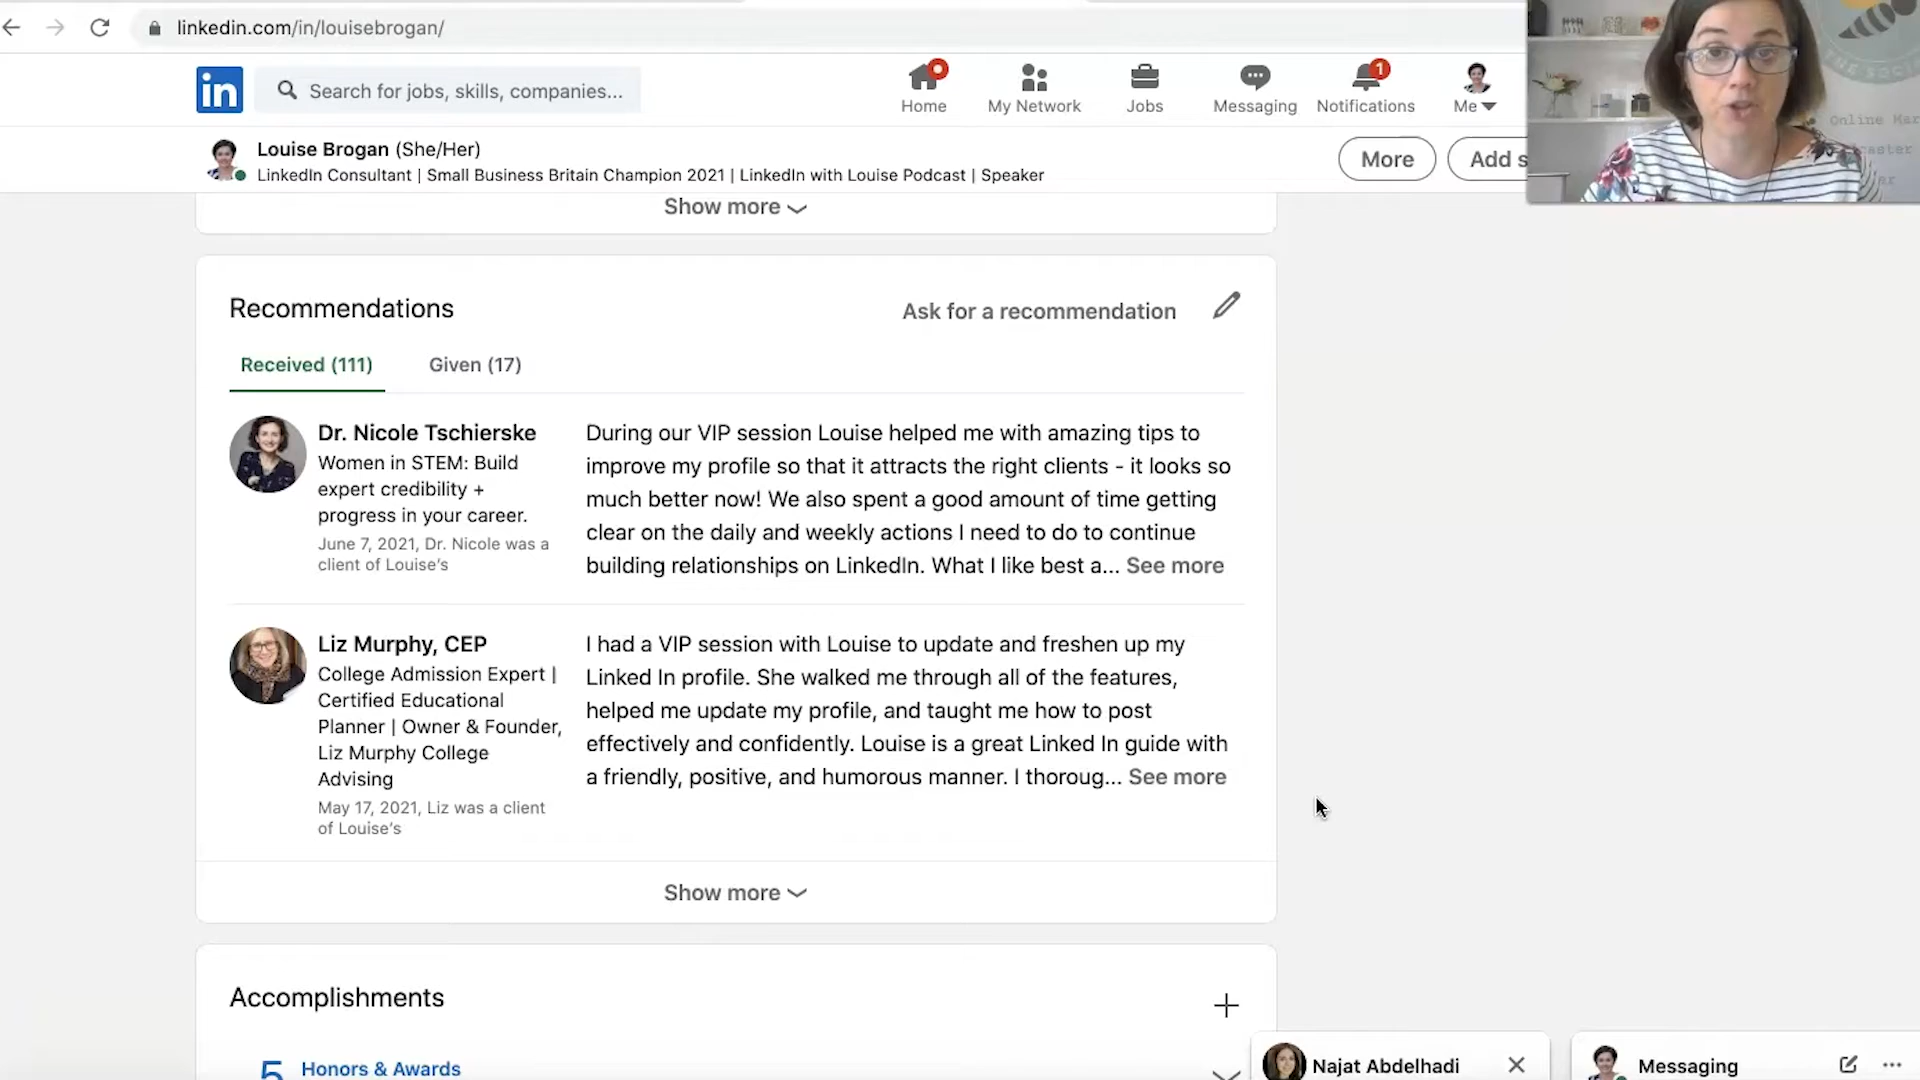 linkedin.com/in/louisebrogan/
in
Search for jobs, skills, companies...
Home
My Network
Jobs
Messaging
1
Notifications
Me
Louise Brogan (She/Her)
LinkedIn Consultant | Small Business Britain Champion 2021 | LinkedIn with Louise Podcast | Speaker
More
Add s
THE SOCI
Online Mar
caster
er
Show more
Recommendations
Ask for a recommendation
Received (111)
Given (17)
Dr. Nicole Tschierske
Women in STEM: Build
expert credibility +
progress in your career.
June 7, 2021, Dr. Nicole was a
client of Louise's
During our VIP session Louise helped me with amazing tips to
improve my profile so that it attracts the right clients - it looks so
much better now! We also spent a good amount of time getting
clear on the daily and weekly actions I need to do to continue
building relationships on LinkedIn. What I like best a... See more
Liz Murphy, CEP
College Admission Expert |
Certified Educational
Planner | Owner & Founder,
Liz Murphy College
Advising
May 17, 2021, Liz was a client
of Louise's
I had a VIP session with Louise to update and freshen up my
Linked In profile. She walked me through all of the features,
helped me update my profile, and taught me how to post
effectively and confidently. Louise is a great Linked In guide with
a friendly, positive, and humorous manner. I thoroug... See more
Show more
Accomplishments
5
Honors & Awards
Najat Abdelhadi
Messaging